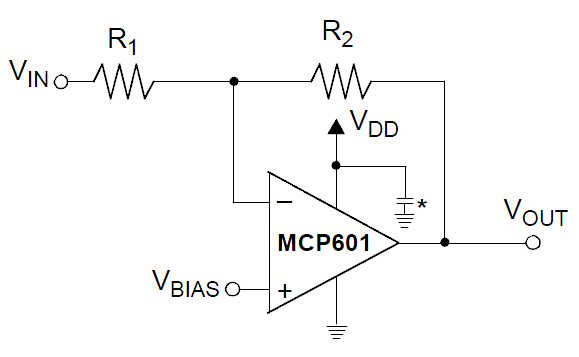 R1
R2
VIN
VDD
*
VOUT
−
MCP601
VBIAS
+